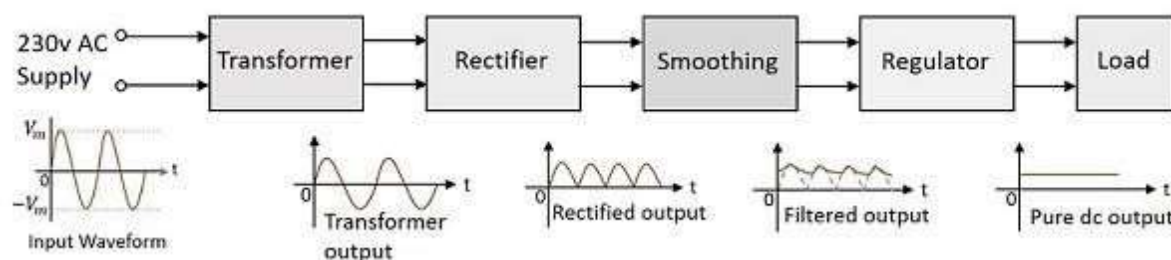 230v AC
Supply
Transformer
Rectifier
Smoothing
Regulator
Load
Vm
0
-Vm
t
Input Waveform
0
t
Transformer
output
0
t
Rectified output
0
t
Filtered output
0
t
Pure dc output